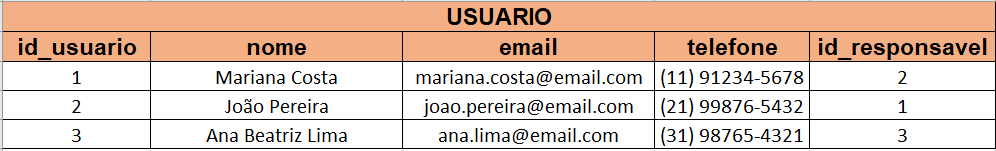 USUARIO
id_usuario nome email telefone id_responsavel
1 Mariana Costa mariana.costa@email.com (11) 91234-5678 2
2 João Pereira joao.pereira@email.com (21) 99876-5432 1
3 Ana Beatriz Lima ana.lima@email.com (31) 98765-4321 3